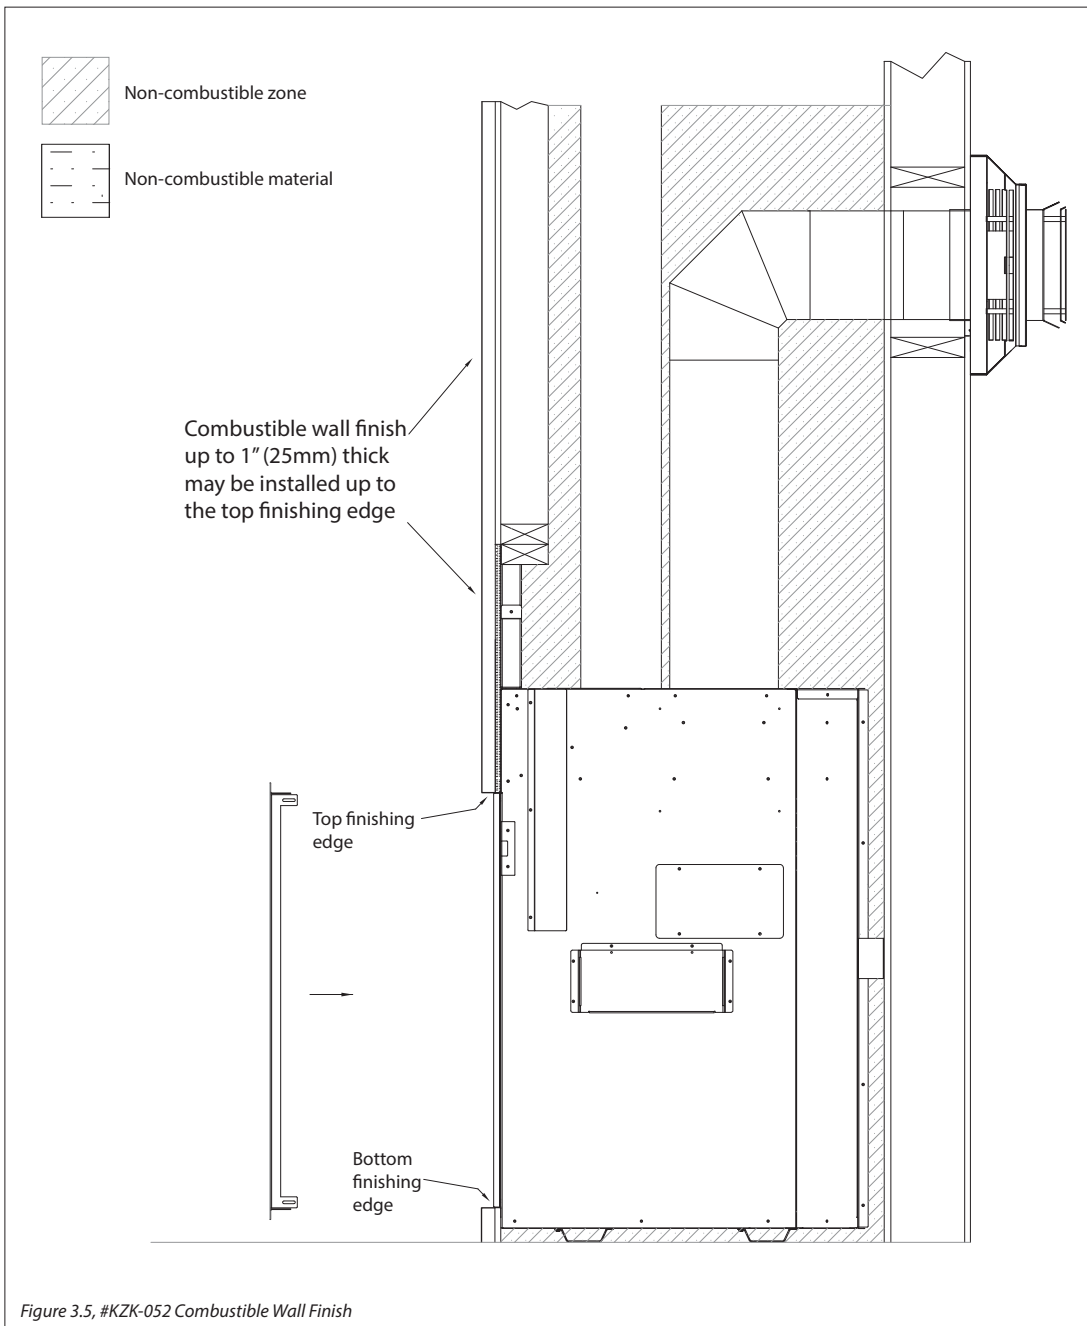 Non-combustible zone
Non-combustible material
Combustible wall finish
up to 1” (25mm) thick
may be installed up to
the top finishing edge
Top finishing
edge
Bottom
finishing
edge
Figure 3.5, #KZK-052 Combustible Wall Finish